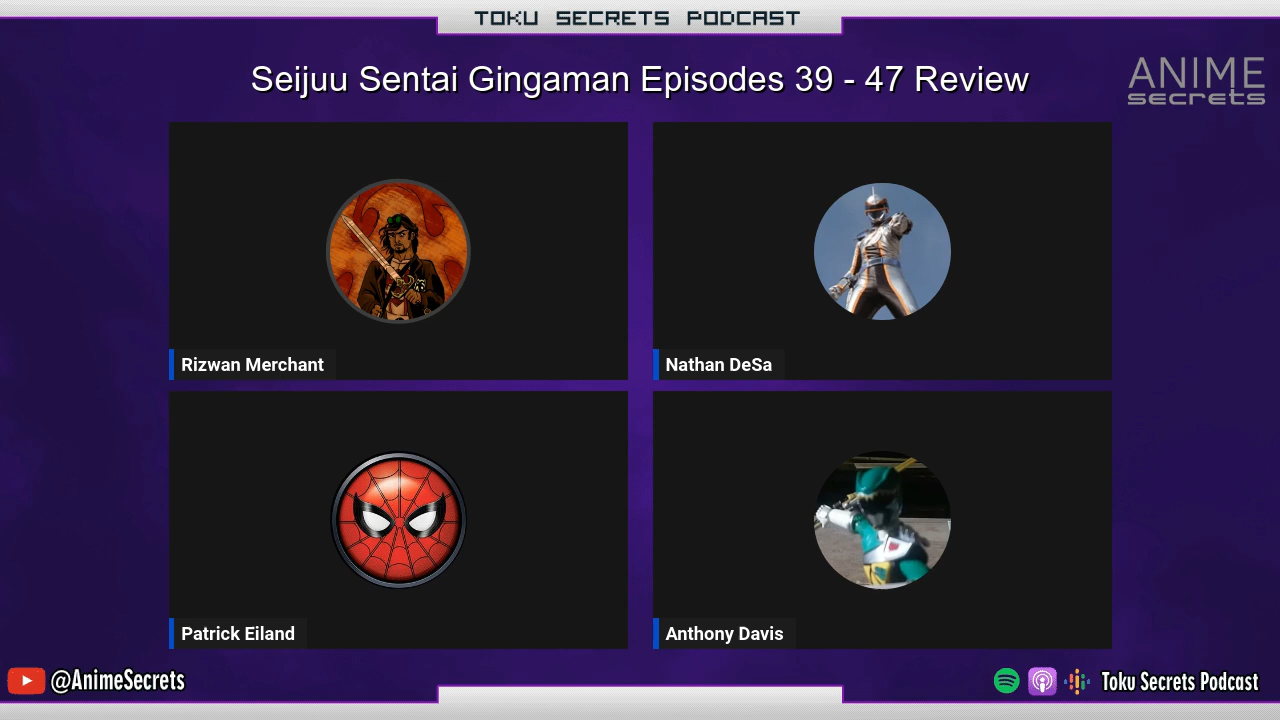 TOKU SECRETS PODCAST
Seijuu Sentai Gingaman Episodes 39 - 47 Review
ANIME
secrets
Rizwan Merchant
Nathan DeSa
Patrick Eiland
Anthony Davis
@AnimeSecrets
Toku Secrets Podcast